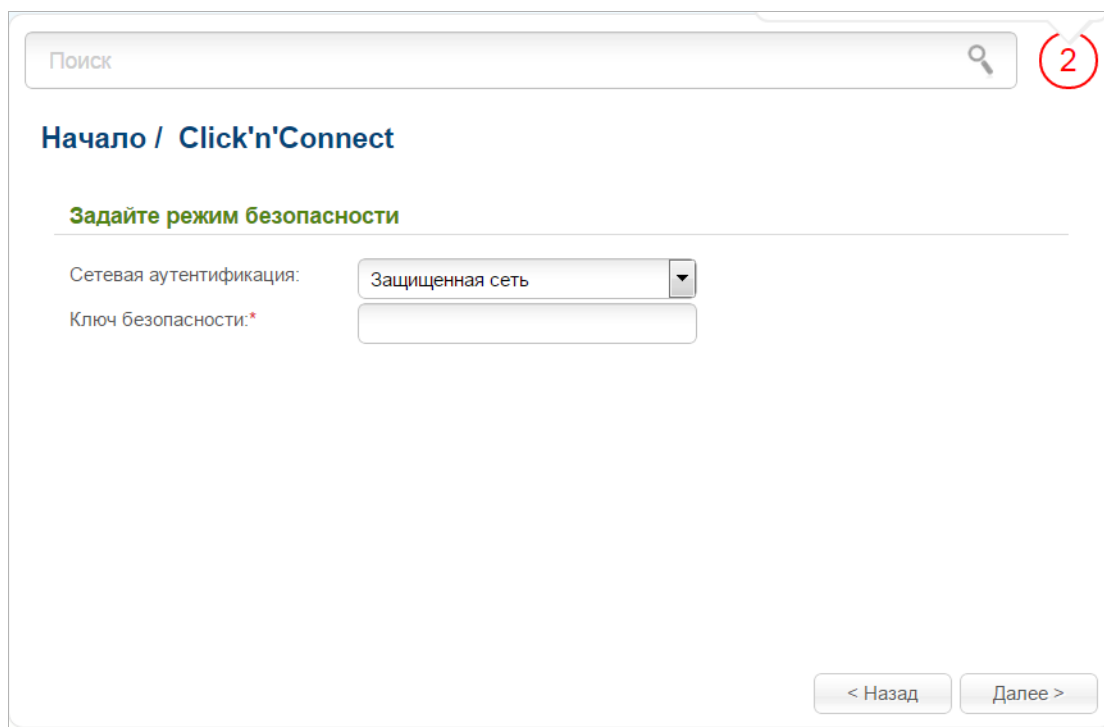 Поиск
2
Начало / Click'n'Connect
Задайте режим безопасности
Сетевая аутентификация: Защищенная сеть
Ключ безопасности:*
< Назад Далее >